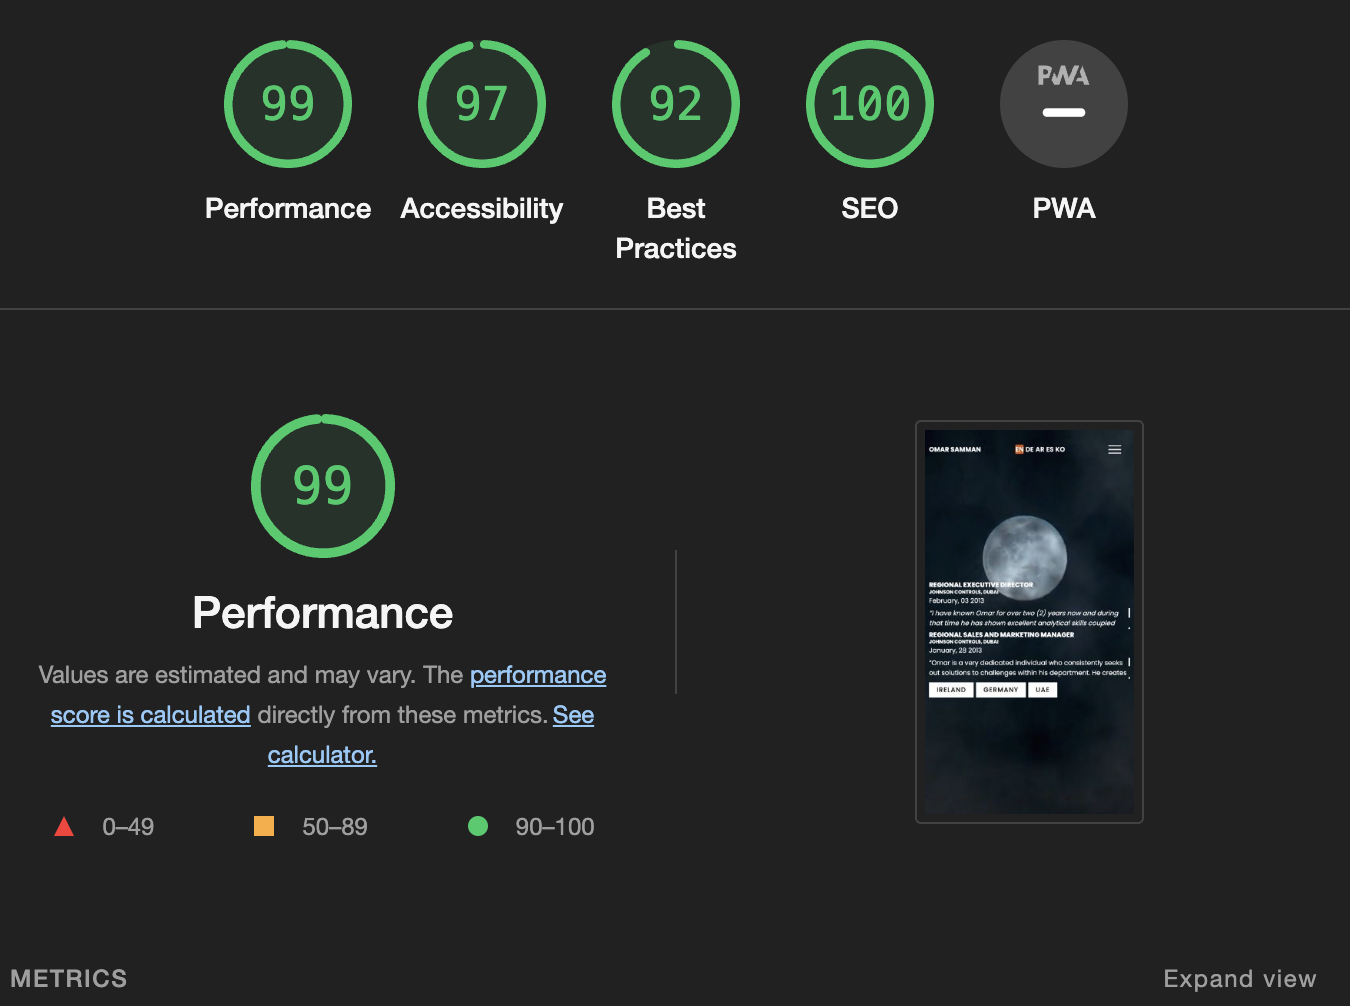 99
97
92
100
PWA
Performance
Accessibility
Best
Practices
SEO
PWA
99
Performance
Values are estimated and may vary. The performance
score is calculated directly from these metrics. See
calculator.
0–49
50–89
90–100
OMAR SAMMAN
EN DE AR ES KO
REGIONAL EXECUTIVE DIRECTOR
JOHNSON CONTROLS, DUBAI
February, 03 2013
"I have known Omar for over two (2) years now and during
that time he has shown excellent analytical skills coupled
REGIONAL SALES AND MARKETING MANAGER
JOHNSON CONTROLS, DUBAI
January, 28 2013
"Omar is a very dedicated individual who consistently seeks
out solutions to challenges within his department. He creates
IRELAND
GERMANY
UAE
METRICS
Expand view